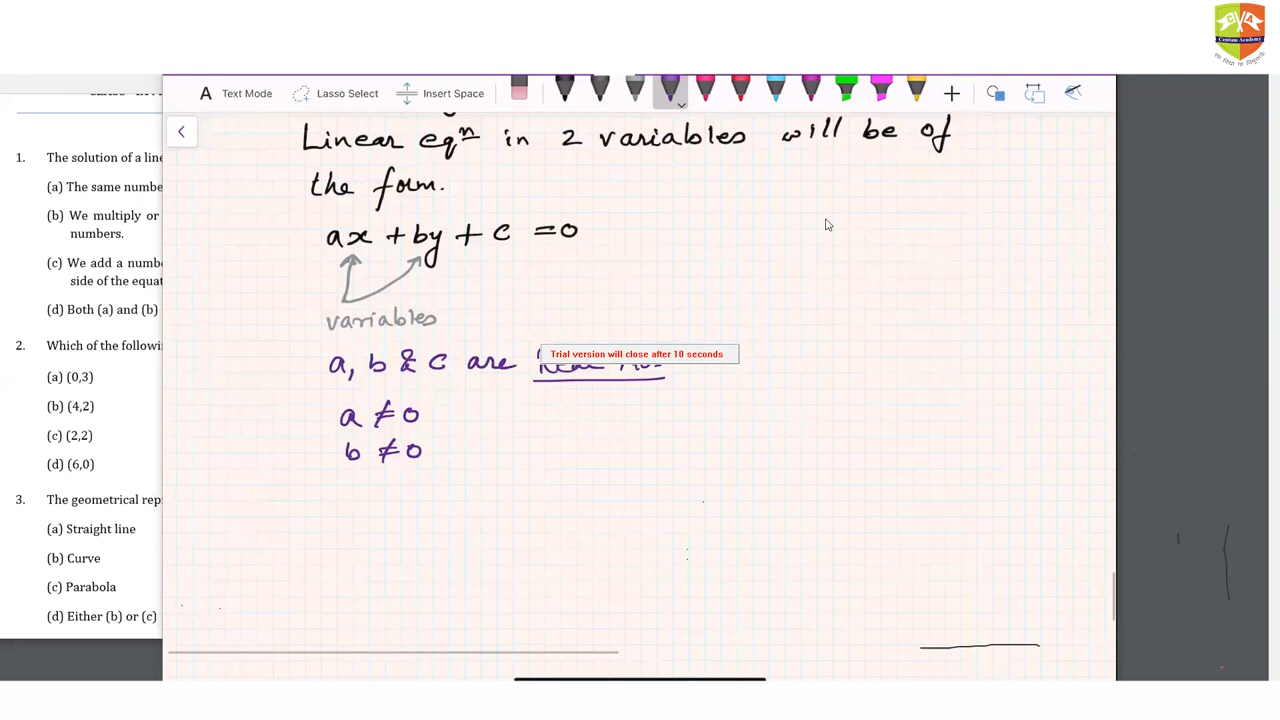 Centum Academy
A Text Mode Lasso Select Insert Space
Linear eqn in 2 variables will be of
the form.
ax + by + c = 0
variables
a, b & c are
Trial version will close after 10 seconds
a ≠ 0
b ≠ 0
1. The solution of a line
(a) The same numbe
(b) We multiply or
numbers.
(c) We add a numb
side of the equat
(d) Both (a) and (b)
2. Which of the followi
(a) (0,3)
(b) (4,2)
(c) (2,2)
(d) (6,0)
3. The geometrical rep
(a) Straight line
(b) Curve
(c) Parabola
(d) Either (b) or (c)